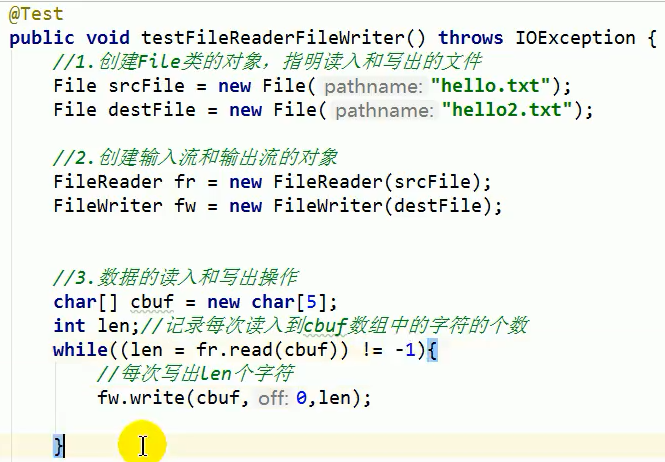 @Test
public void testFileReaderFileWriter() throws IOException {
//1.创建File类的对象，指明读入和写出的文件
File srcFile = new File( pathname: "hello.txt");
File destFile = new File( pathname: "hello2.txt");
//2.创建输入流和输出流的对象
FileReader fr = new FileReader(srcFile);
FileWriter fw = new FileWriter(destFile);
//3.数据的读入和写出操作
char[] cbuf = new char[5];
int len;//记录每次读入到cbuf数组中的字符的个数
while((len = fr.read(cbuf)) != -1){
//每次写出len个字符
fw.write(cbuf, off: 0,len);
}